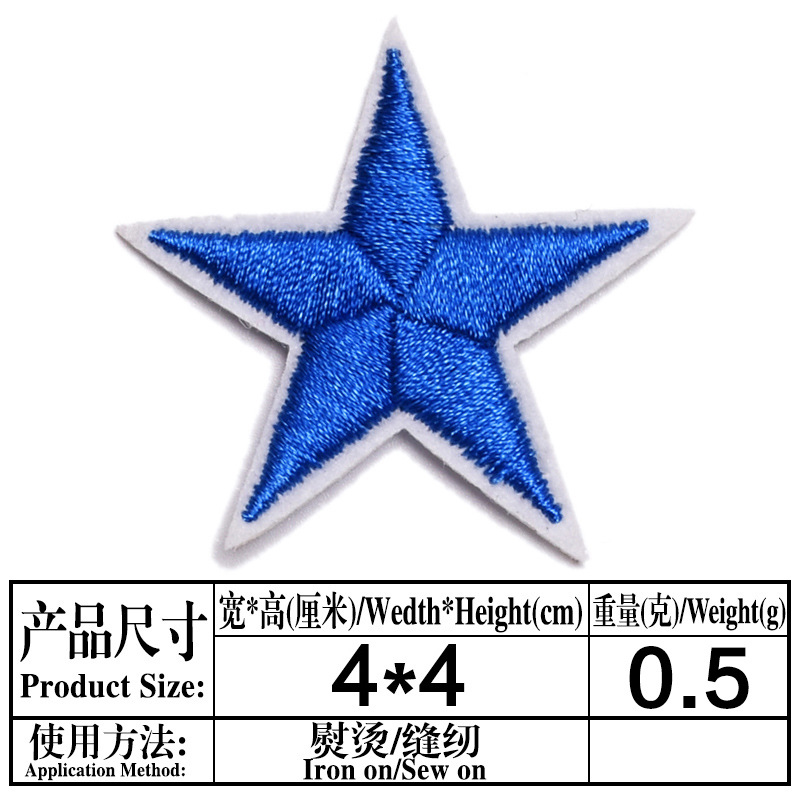 产品尺寸
Product Size:
宽*高(厘米)/Wedth*Height(cm)
重量(克)/Weight(g)
4*4
0.5
使用方法:
Application Method:
熨烫/缝纫
Iron on/Sew on